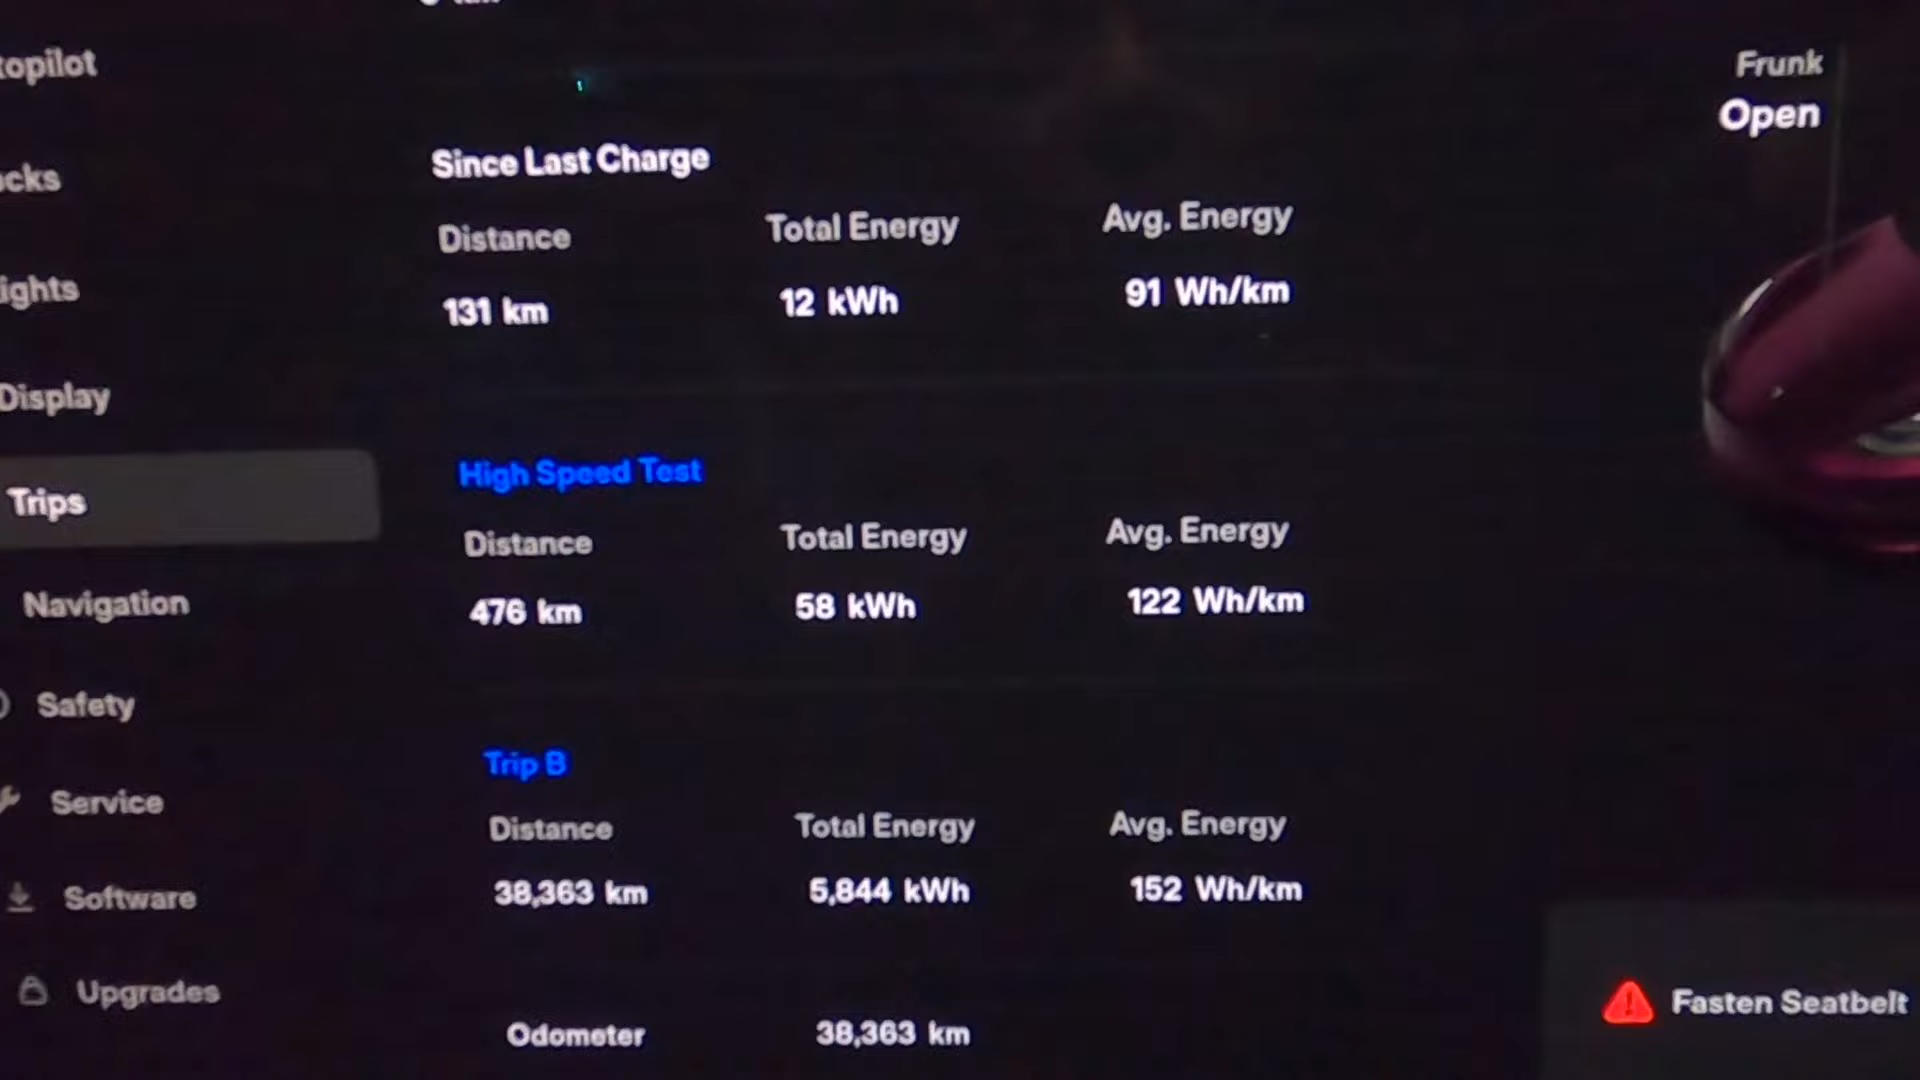 topilot
Frunk
Open
Since Last Charge
ocks
Distance Total Energy Avg. Energy
ights
131 km 12 kWh 91 Wh/km
Display
High Speed Test
Trips
Distance Total Energy Avg. Energy
Navigation
476 km 58 kWh 122 Wh/km
Safety
Trip B
Service
Distance Total Energy Avg. Energy
Software
38,363 km 5,844 kWh 152 Wh/km
Upgrades
Fasten Seatbelt
Odometer 38,363 km